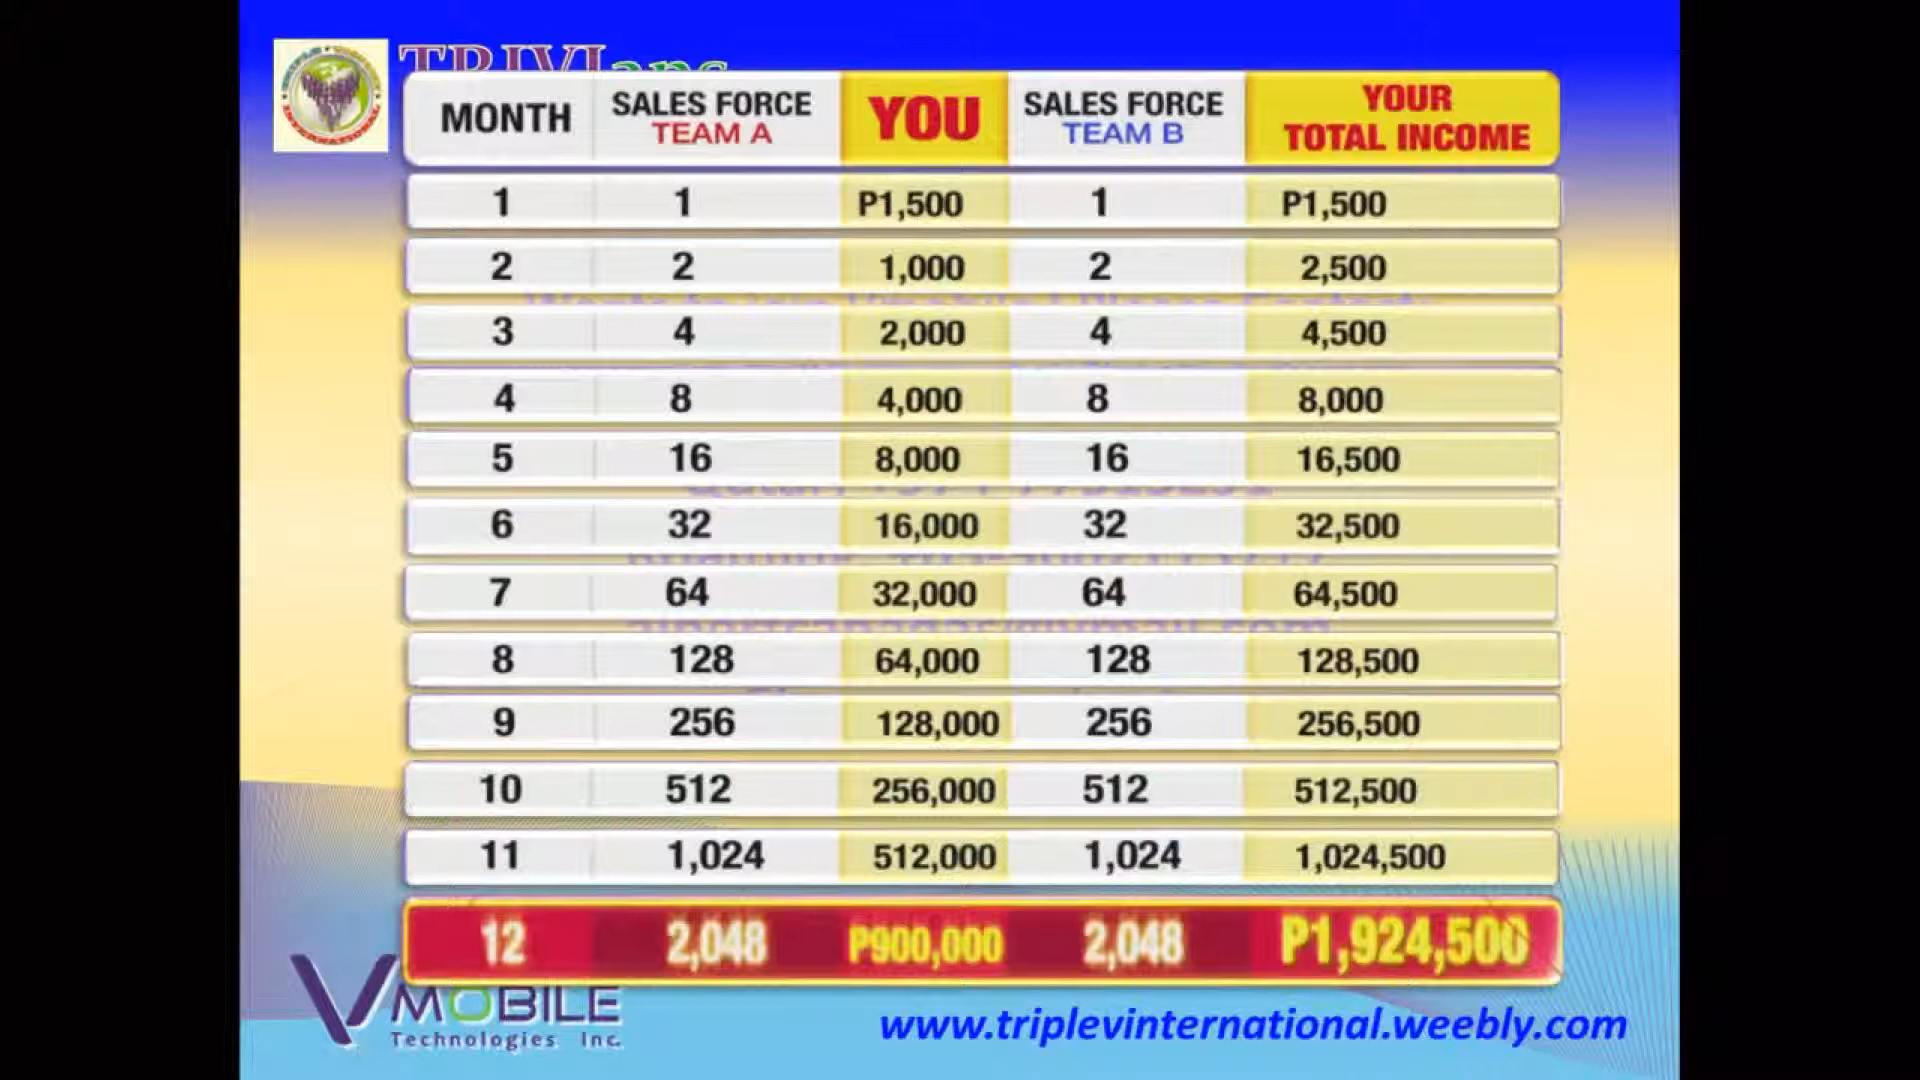 TRIVIans
MONTH SALES FORCE TEAM A YOU SALES FORCE TEAM B YOUR TOTAL INCOME
1 1 P1,500 1 P1,500
2 2 1,000 2 2,500
3 4 2,000 4 4,500
4 8 4,000 8 8,000
5 16 8,000 16 16,500
6 32 16,000 32 32,500
7 64 32,000 64 64,500
8 128 64,000 128 128,500
9 256 128,000 256 256,500
10 512 256,000 512 512,500
11 1,024 512,000 1,024 1,024,500
12 2,048 P900,000 2,048 P1,924,500
VMOBILE
Technologies Inc.
www.triplevinternational.weebly.com